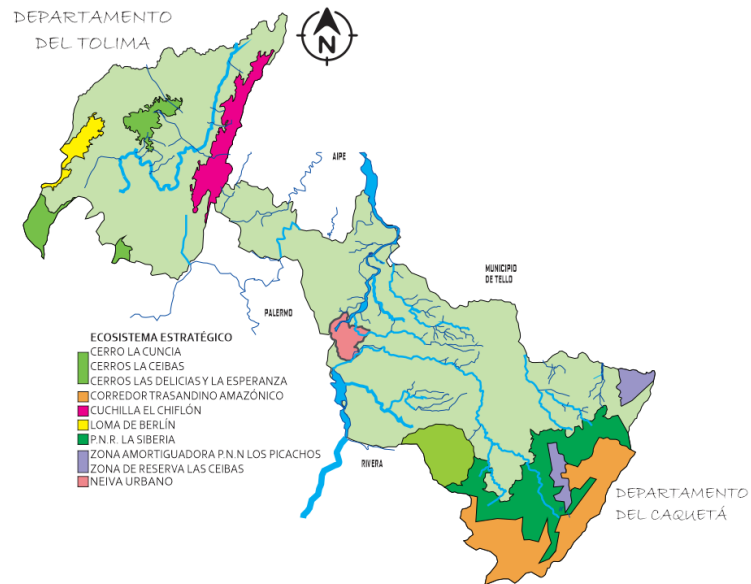 DEPARTAMENTO
DEL TOLIMA
N
AIPE
MUNICIPIO
DE TELLO
PALERMO
ECOSISTEMA ESTRATÉGICO
CERRO LA CUNCIA
CERROS LA CEIBAS
CERROS LAS DELICIAS Y LA ESPERANZA
CORREDOR TRASANDINO AMAZÓNICO
CUCHILLA EL CHIFLÓN
LOMA DE BERLÍN
P.N.R. LA SIBERIA
ZONA AMORTIGUADORA P.N.N LOS PICACHOS
ZONA DE RESERVA LAS CEIBAS
NEIVA URBANO
RIVERA
DEPARTAMENTO
DEL CAQUETÁ